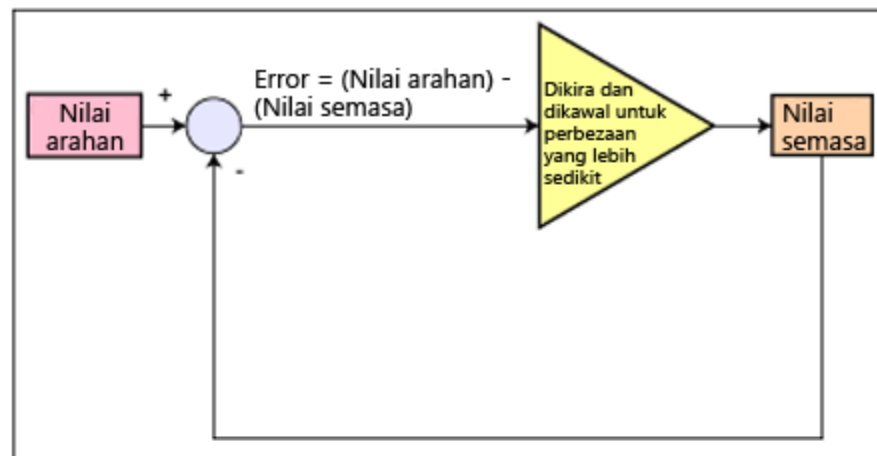 Nilai
arahan
+
-
Error = (Nilai arahan) -
(Nilai semasa)
Dikira dan
dikawal untuk
perbezaan
yang lebih
sedikit
Nilai
semasa